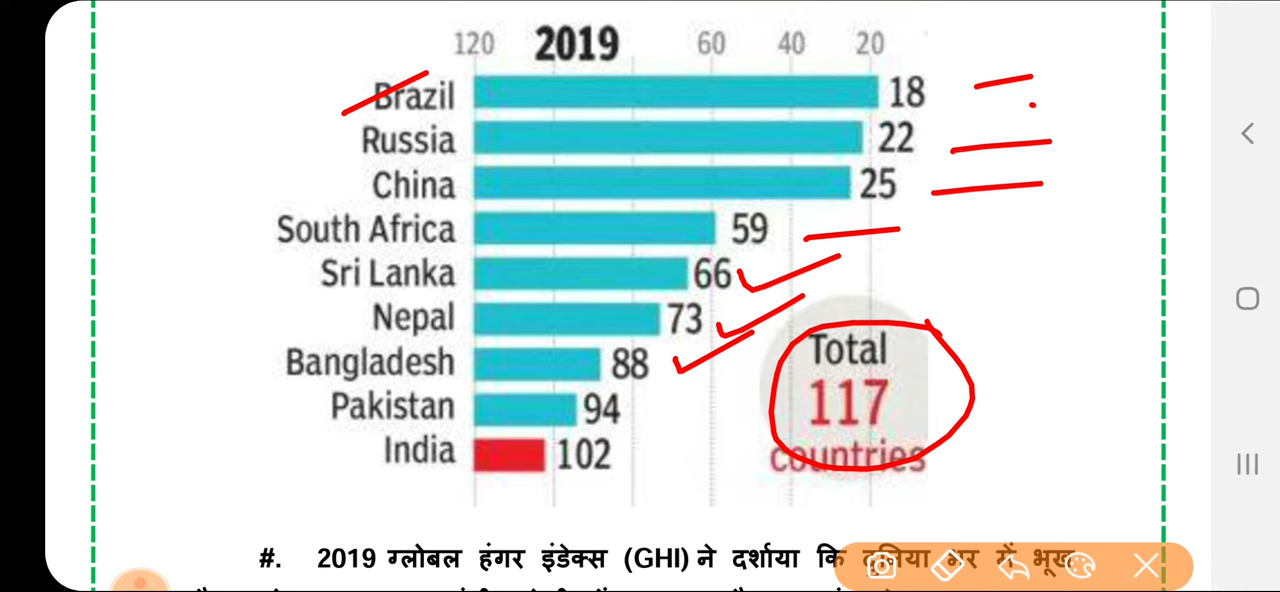 120 2019 60 40 20
Brazil 18
Russia 22
China 25
South Africa 59
Sri Lanka 66
Nepal 73
Bangladesh 88
Pakistan 94
India 102
Total
117
countries
#. 2019 ग्लोबल हंगर इंडेक्स (GHI) ने दर्शाया कि दुनिया भर में भूख